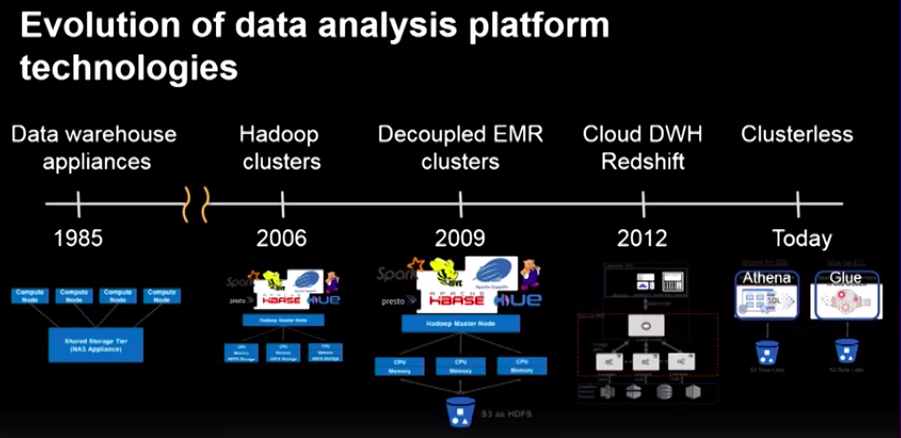 Evolution of data analysis platform
technologies
Data warehouse
appliances
Hadoop
clusters
Decoupled EMR
clusters
Cloud DWH
Redshift
Clusterless
1985
2006
2009
2012
Today
Compute
Node
Compute
Node
Compute
Node
Compute
Node
Shared Storage Tier
(NAS Appliance)
Spark
HIVE
presto
HBASE
HUE
Hadoop Master Node
CPU
Memory
HDFS Storage
CPU
Memory
HDFS Storage
CPU
Memory
HDFS Storage
Spark
HIVE
presto
APACHE
HBASE
HUE
Hadoop Master Node
CPU
Memory
CPU
Memory
CPU
Memory
S3 as HDFS
Athena
SQL
S3 Data Lake
Glue
S3 Data Lake